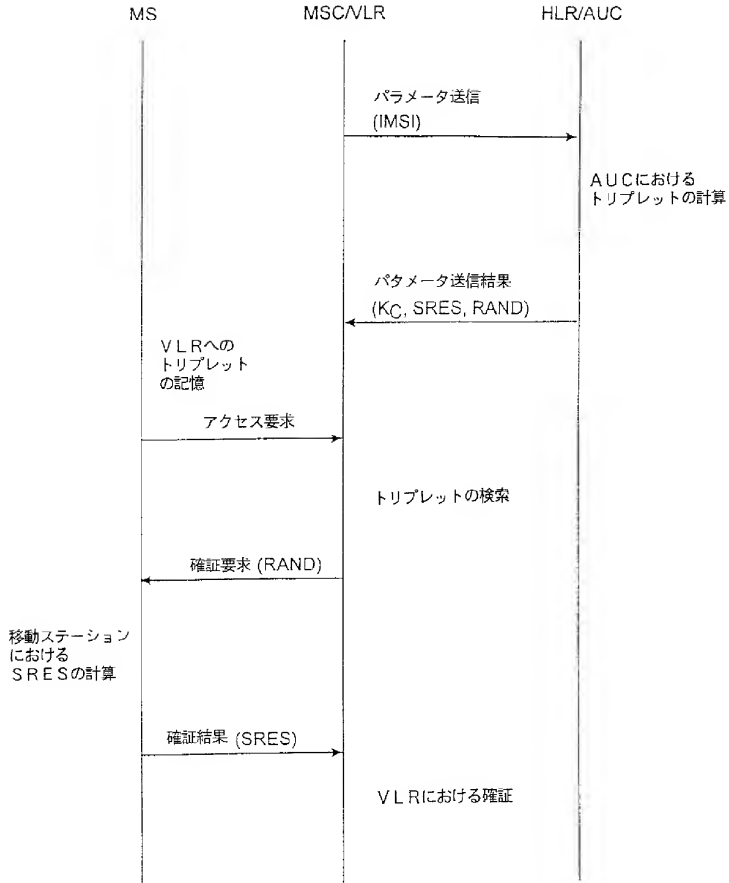 MS
MSC/VLR
HLR/AUC
パラメータ送信
(IMSI)
ＡＵＣにおける
トリプレットの計算
パタメータ送信結果
(KC, SRES, RAND)
ＶＬＲへの
トリプレット
の記憶
アクセス要求
トリプレットの検索
確証要求 (RAND)
移動ステーション
における
ＳＲＥＳの計算
確証結果 (SRES)
ＶＬＲにおける確証